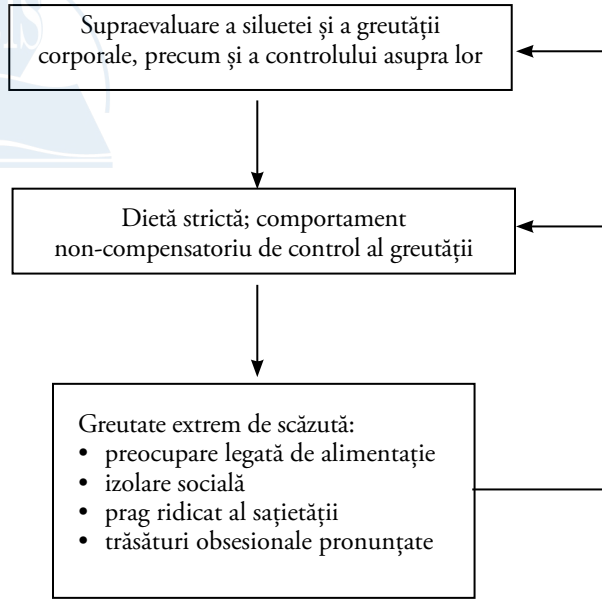 Supraevaluare a siluetei și a greutății
corporale, precum și a controlului asupra lor
Dietă strictă; comportament
non-compensatoriu de control al greutății
Greutate extrem de scăzută:
• preocupare legată de alimentație
• izolare socială
• prag ridicat al sațietății
• trăsături obsesionale pronunțate